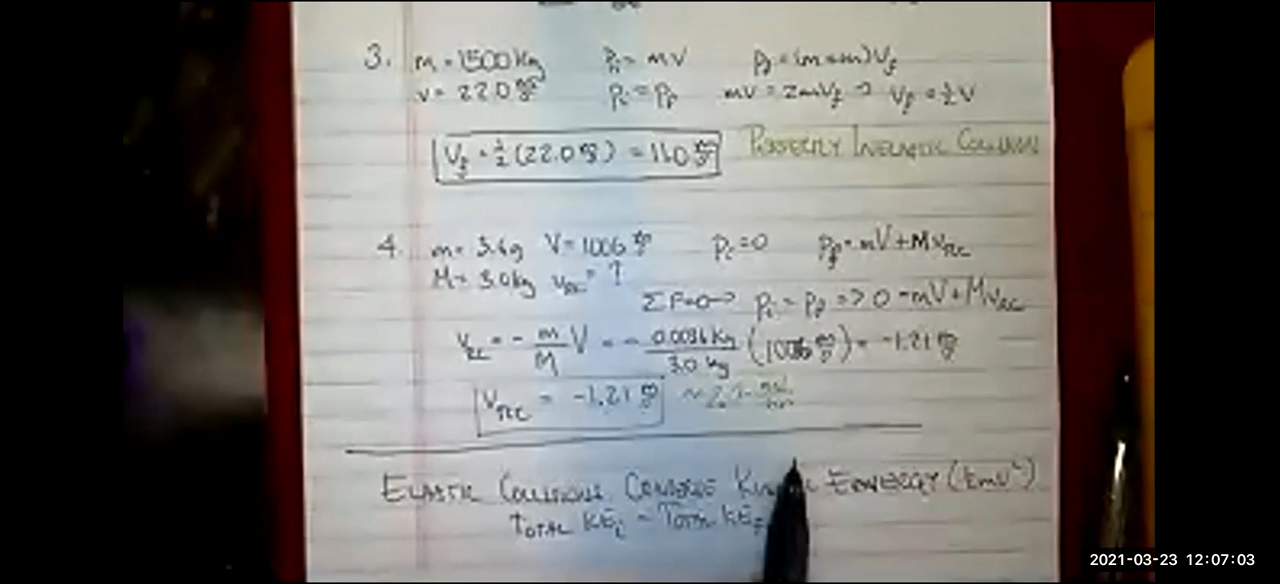 3. m = 1500 kg Pi = mV Pf = (m+m)Vf
v = 22.0 m/s Pi = Pf mV = 2mVf => Vf = ½V
Vf = ½(22.0 m/s) = 11.0 m/s PERFECTLY INELASTIC COLLISION
4. m = 3.6g V = 1006 m/s Pi = 0 Pf = mV + MVRC
M = 3.0kg VRC = ?
ΣF=0 -> Pi = Pf => 0 = mV + MVRC
VRC = - m/M V = - 0.0036 kg/3.0 kg (1006 m/s) = -1.21 m/s
VRC = -1.21 m/s
ELASTIC COLLISIONS CONSERVE KINETIC ENERGY (½mV²)
TOTAL KEi = TOTAL KEf
2021-03-23 12:07:03